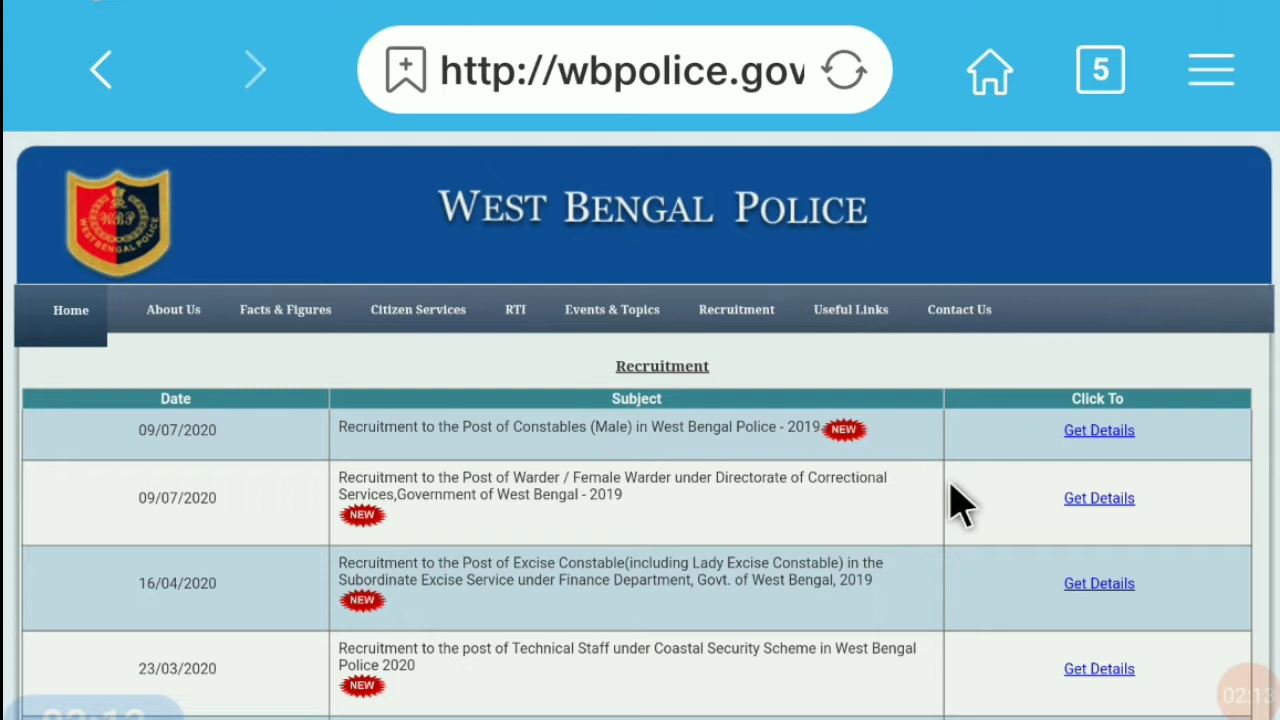 http://wbpolice.gov
5
WEST BENGAL POLICE
WBP
WEST BENGAL POLICE
Home About Us Facts & Figures Citizen Services RTI Events & Topics Recruitment Useful Links Contact Us
Recruitment
Date Subject Click To
09/07/2020 Recruitment to the Post of Constables (Male) in West Bengal Police - 2019 NEW Get Details
Recruitment to the Post of Warder / Female Warder under Directorate of Correctional
09/07/2020 Services,Government of West Bengal - 2019 Get Details
NEW
Recruitment to the Post of Excise Constable(including Lady Excise Constable) in the
16/04/2020 Subordinate Excise Service under Finance Department, Govt. of West Bengal, 2019 Get Details
NEW
Recruitment to the post of Technical Staff under Coastal Security Scheme in West Bengal
23/03/2020 Police 2020 Get Details
NEW
02:13